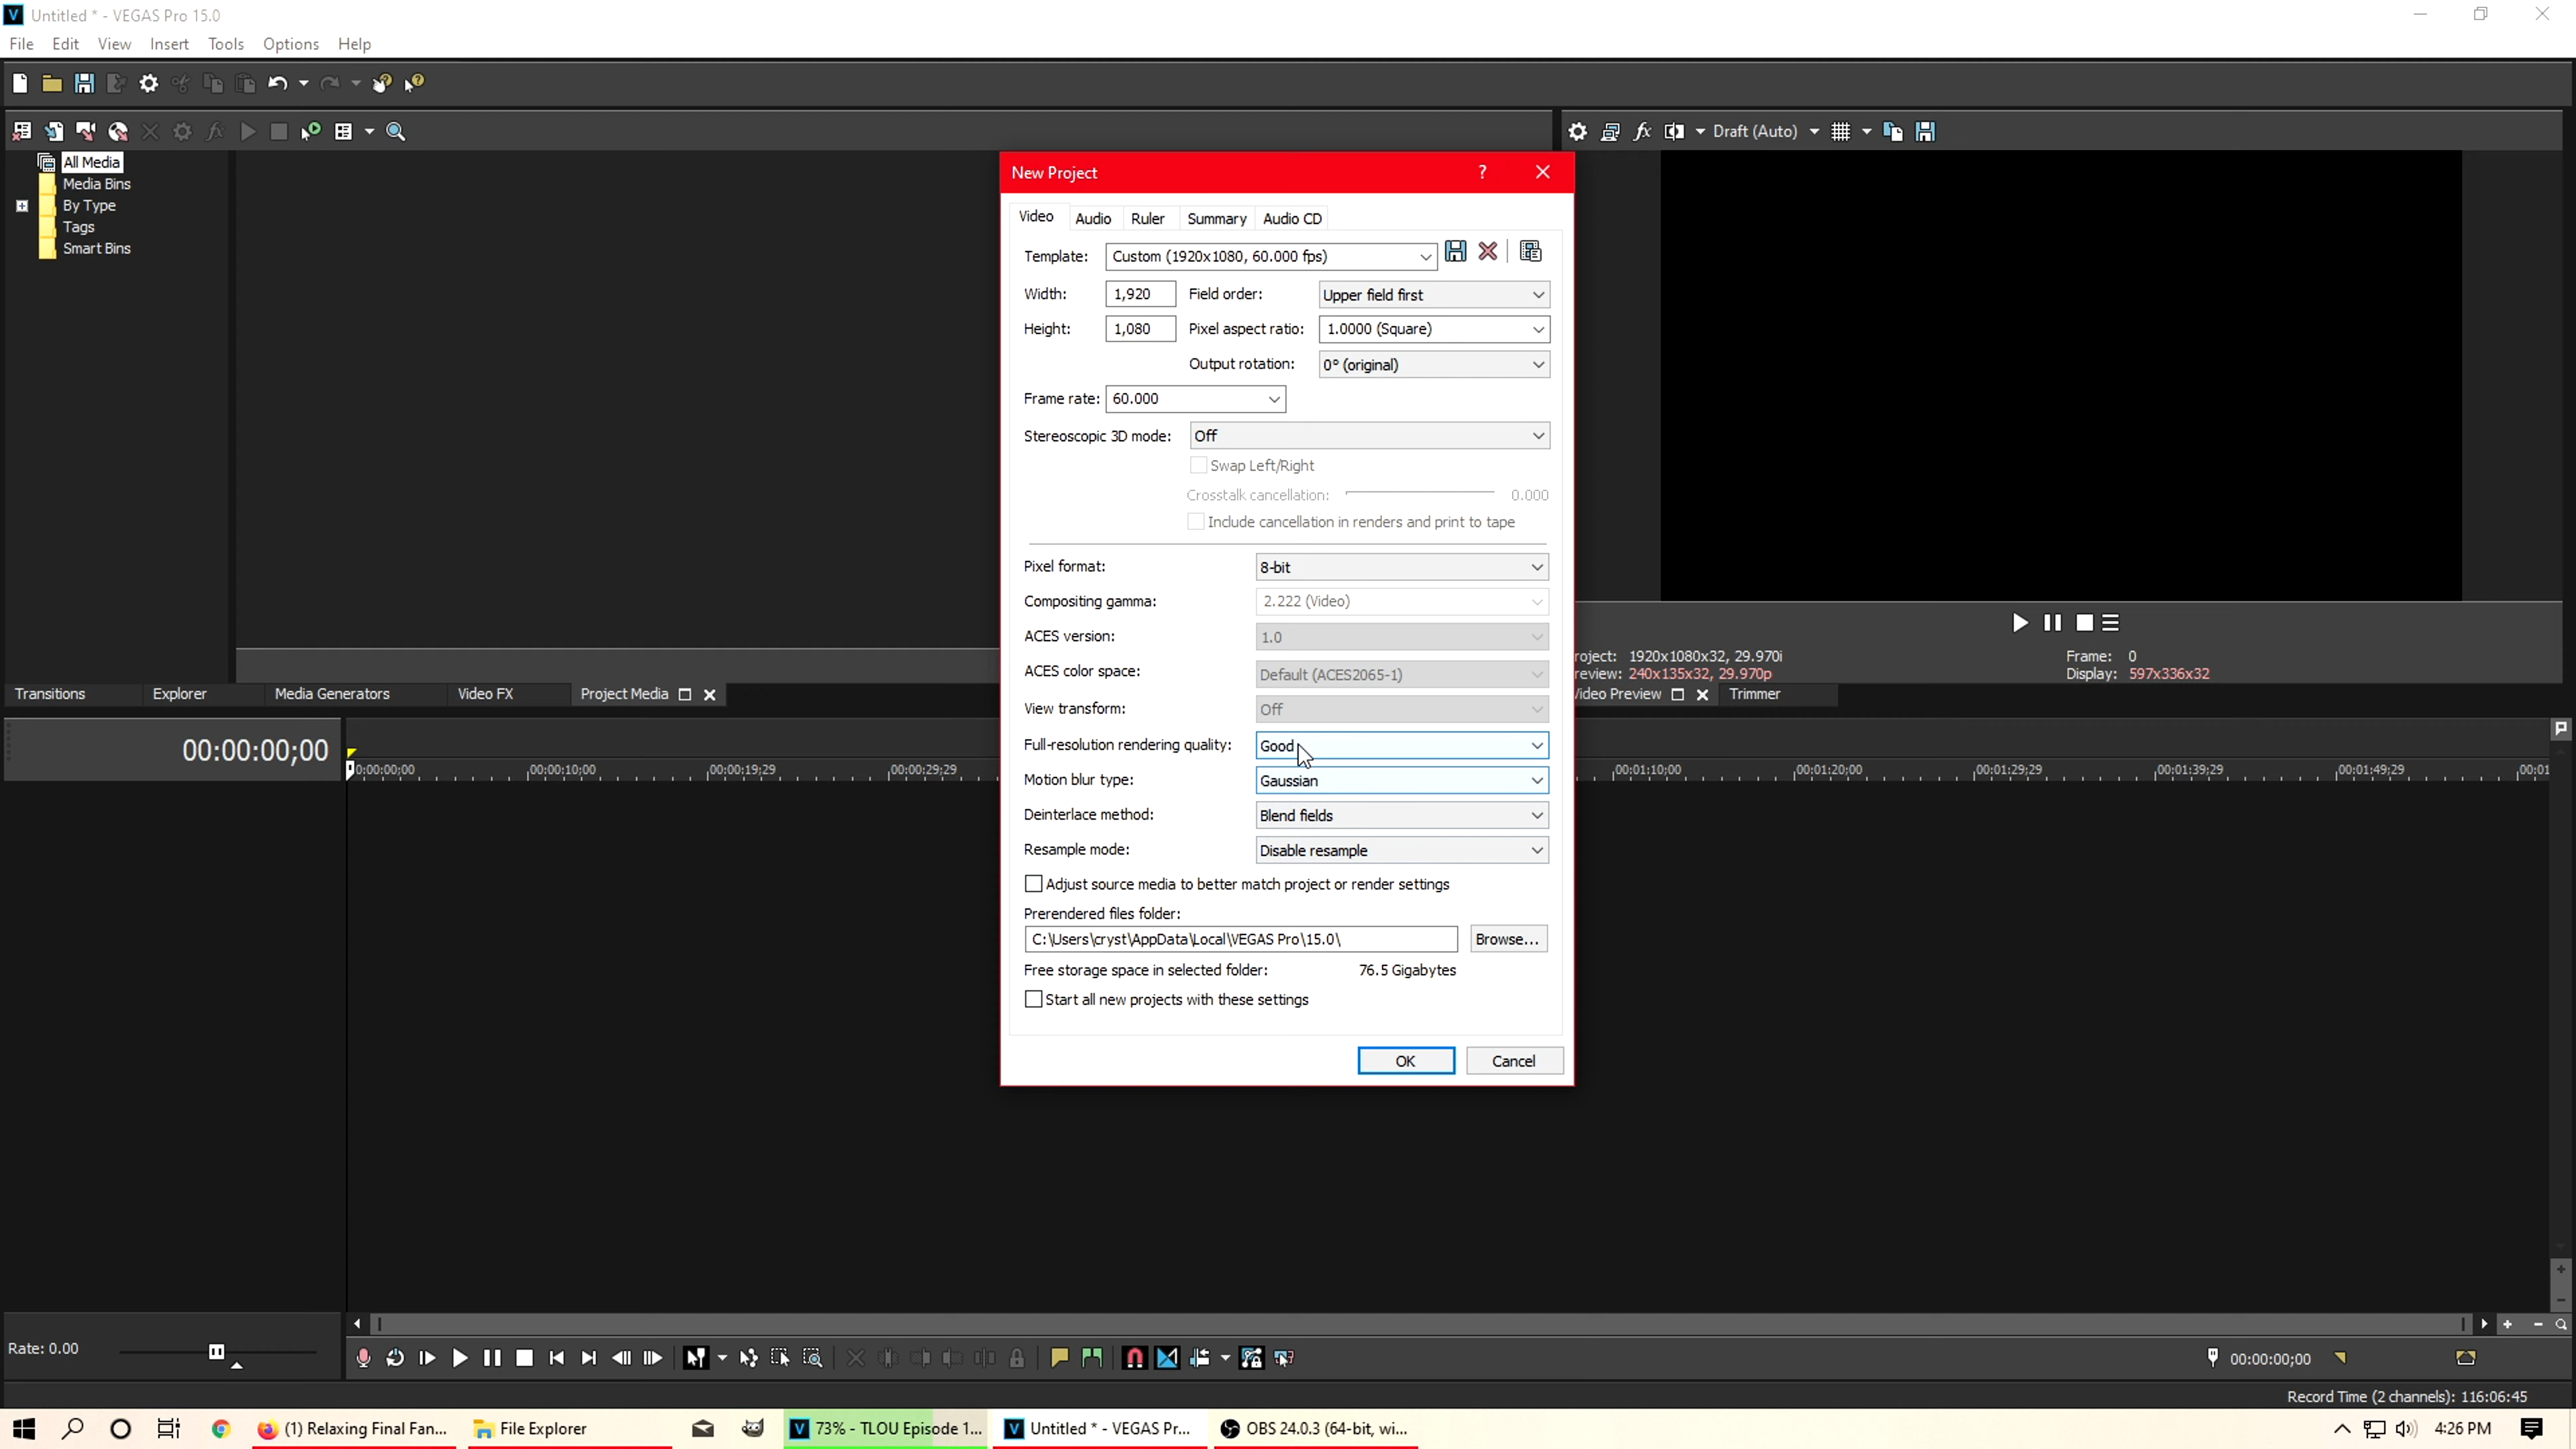 Untitled * - VEGAS Pro 15.0
File Edit View Insert Tools Options Help
Draft (Auto)
All Media
Media Bins
By Type
Tags
Smart Bins
New Project
Video Audio Ruler Summary Audio CD
Template: Custom (1920x1080, 60.000 fps)
Width: 1,920 Field order: Upper field first
Height: 1,080 Pixel aspect ratio: 1.0000 (Square)
Output rotation: 0° (original)
Frame rate: 60.000
Stereoscopic 3D mode: Off
Swap Left/Right
Crosstalk cancellation: 0.000
Include cancellation in renders and print to tape
Pixel format: 8-bit
Compositing gamma: 2.222 (Video)
ACES version: 1.0
ACES color space: Default (ACES2065-1)
View transform: Off
Full-resolution rendering quality: Good
Motion blur type: Gaussian
Deinterlace method: Blend fields
Resample mode: Disable resample
Adjust source media to better match project or render settings
Prerendered files folder:
C:\Users\cryst\AppData\Local\VEGAS Pro\15.0\ Browse...
Free storage space in selected folder: 76.5 Gigabytes
Start all new projects with these settings
OK Cancel
roject: 1920x1080x32, 29.970i Frame: 0
review: 240x135x32, 29.970p Display: 597x336x32
Transitions Explorer Media Generators Video FX Project Media
ideo Preview Trimmer
00:00:00;00
0:00:00;00 00:00:10;00 00:00:19;29 00:00:29;29 00:01:10;00 00:01:20;00 00:01:29;29 00:01:39;29 00:01:49;29 00:01
Rate: 0.00
00:00:00;00
Record Time (2 channels): 116:06:45
(1) Relaxing Final Fan... File Explorer 73% - TLOU Episode 1... Untitled * - VEGAS Pr... OBS 24.0.3 (64-bit, wi... 4:26 PM